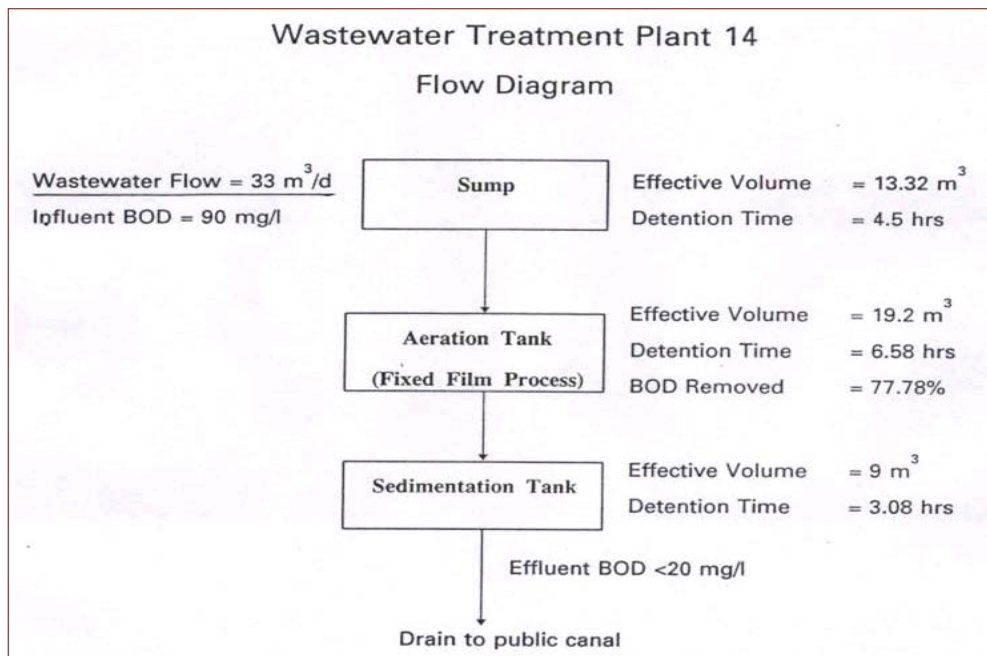 Wastewater Treatment Plant 14
Flow Diagram
Wastewater Flow = 33 m³/d
Influent BOD = 90 mg/l
Sump
Effective Volume = 13.32 m³
Detention Time = 4.5 hrs
Aeration Tank
(Fixed Film Process)
Effective Volume = 19.2 m³
Detention Time = 6.58 hrs
BOD Removed = 77.78%
Sedimentation Tank
Effective Volume = 9 m³
Detention Time = 3.08 hrs
Effluent BOD <20 mg/l
Drain to public canal